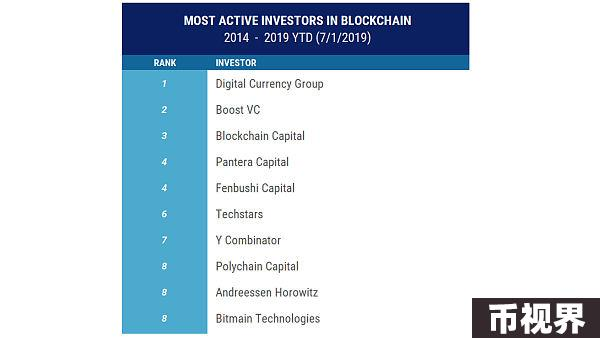 MOST ACTIVE INVESTORS IN BLOCKCHAIN
2014 - 2019 YTD (7/1/2019)
RANK INVESTOR
1 Digital Currency Group
2 Boost VC
3 Blockchain Capital
4 Pantera Capital
4 Fenbushi Capital
6 Techstars
7 Y Combinator
8 Polychain Capital
8 Andreessen Horowitz
8 Bitmain Technologies
币视界